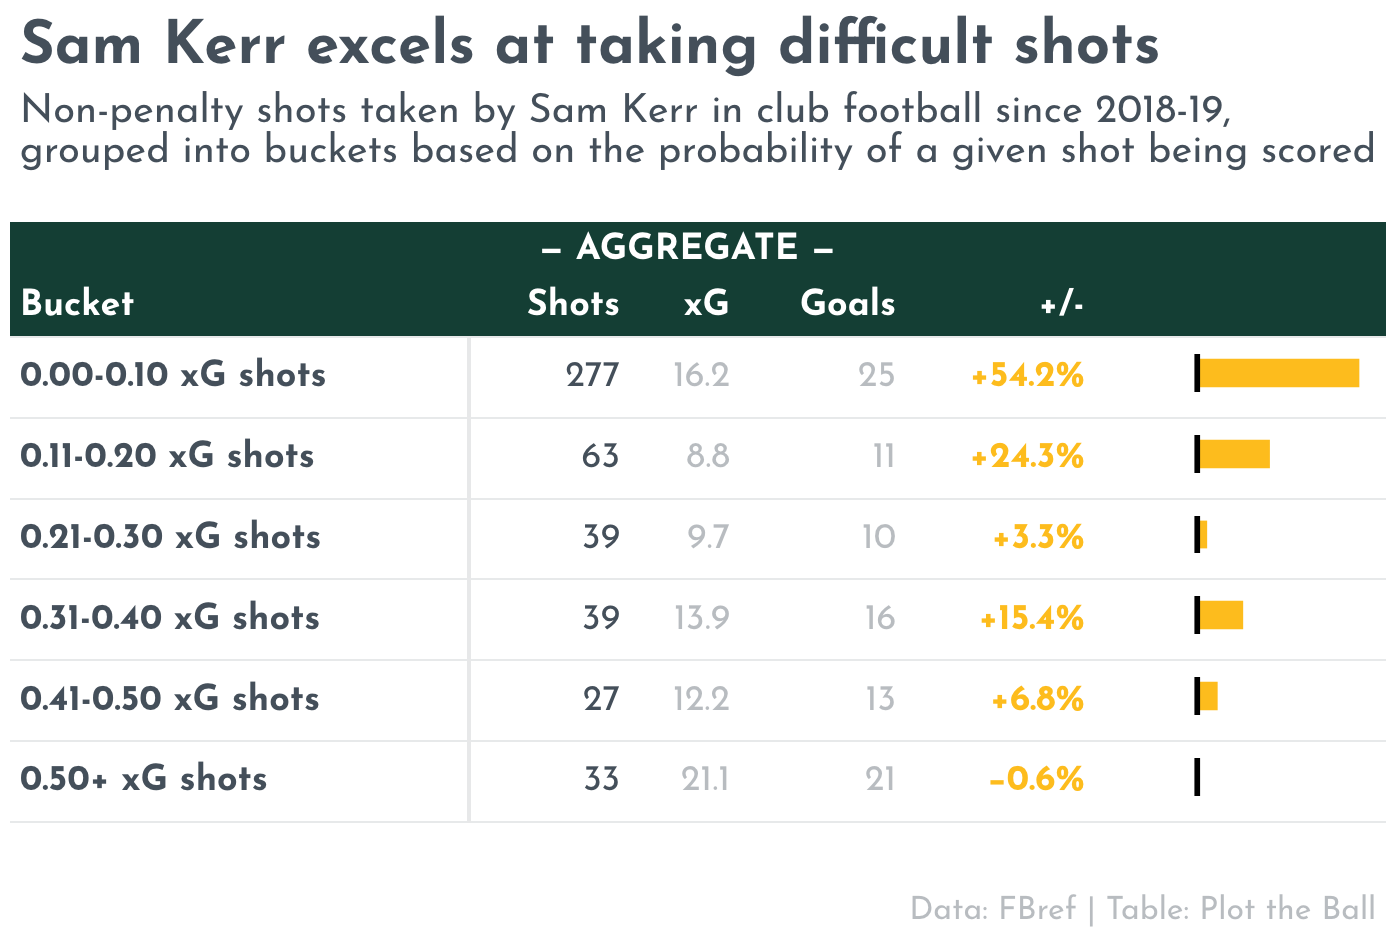 Sam Kerr excels at taking difficult shots
Non-penalty shots taken by Sam Kerr in club football since 2018-19,
grouped into buckets based on the probability of a given shot being scored
– AGGREGATE –
Bucket Shots xG Goals +/-
0.00-0.10 xG shots 277 16.2 25 +54.2%
0.11-0.20 xG shots 63 8.8 11 +24.3%
0.21-0.30 xG shots 39 9.7 10 +3.3%
0.31-0.40 xG shots 39 13.9 16 +15.4%
0.41-0.50 xG shots 27 12.2 13 +6.8%
0.50+ xG shots 33 21.1 21 −0.6%
Data: FBref | Table: Plot the Ball